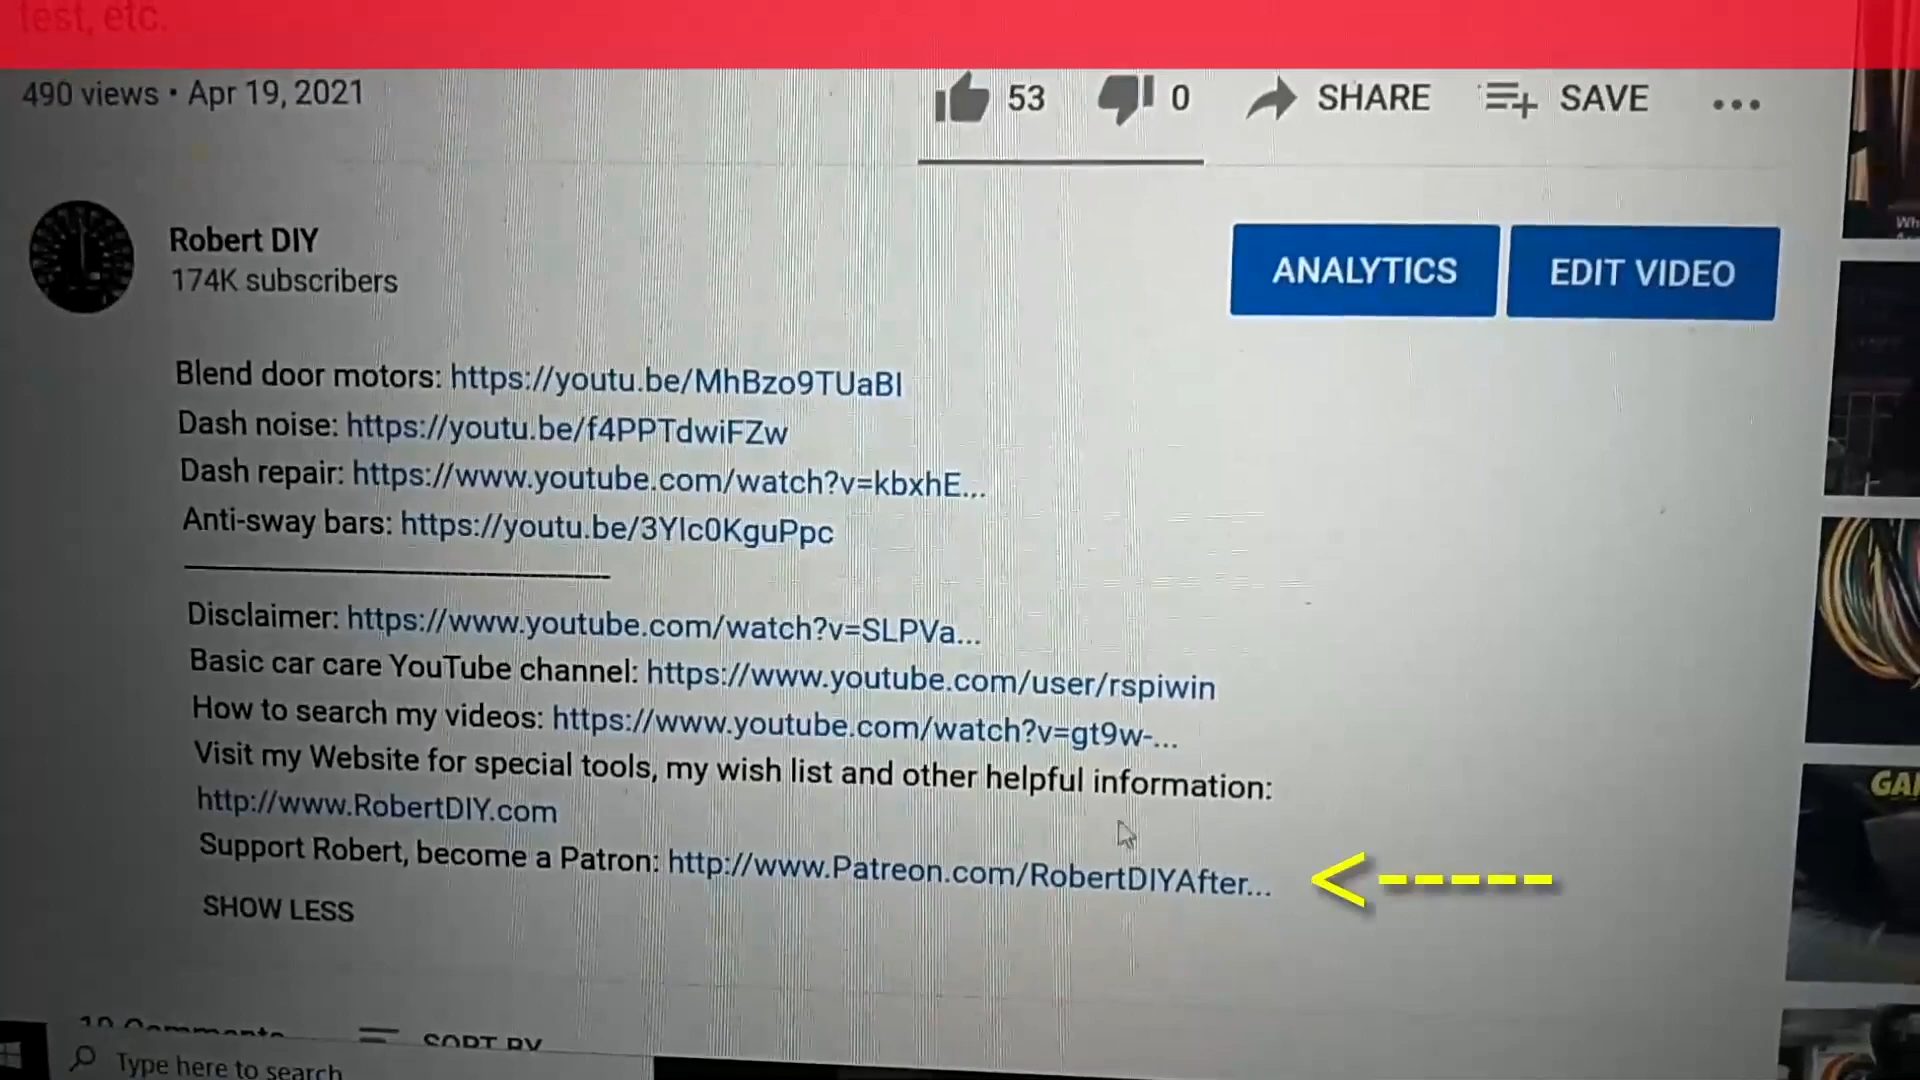 test, etc.
490 views • Apr 19, 2021
53
0
SHARE
SAVE
Robert DIY
174K subscribers
ANALYTICS
EDIT VIDEO
Blend door motors: https://youtu.be/MhBzo9TUaBI
Dash noise: https://youtu.be/f4PPTdwiFZw
Dash repair: https://www.youtube.com/watch?v=kbxhE...
Anti-sway bars: https://youtu.be/3YIc0KguPpc
Disclaimer: https://www.youtube.com/watch?v=SLPVa...
Basic car care YouTube channel: https://www.youtube.com/user/rspiwin
How to search my videos: https://www.youtube.com/watch?v=gt9w-...
Visit my Website for special tools, my wish list and other helpful information:
http://www.RobertDIY.com
Support Robert, become a Patron: http://www.Patreon.com/RobertDIYAfter...
SHOW LESS
SORT BY
Type here to search